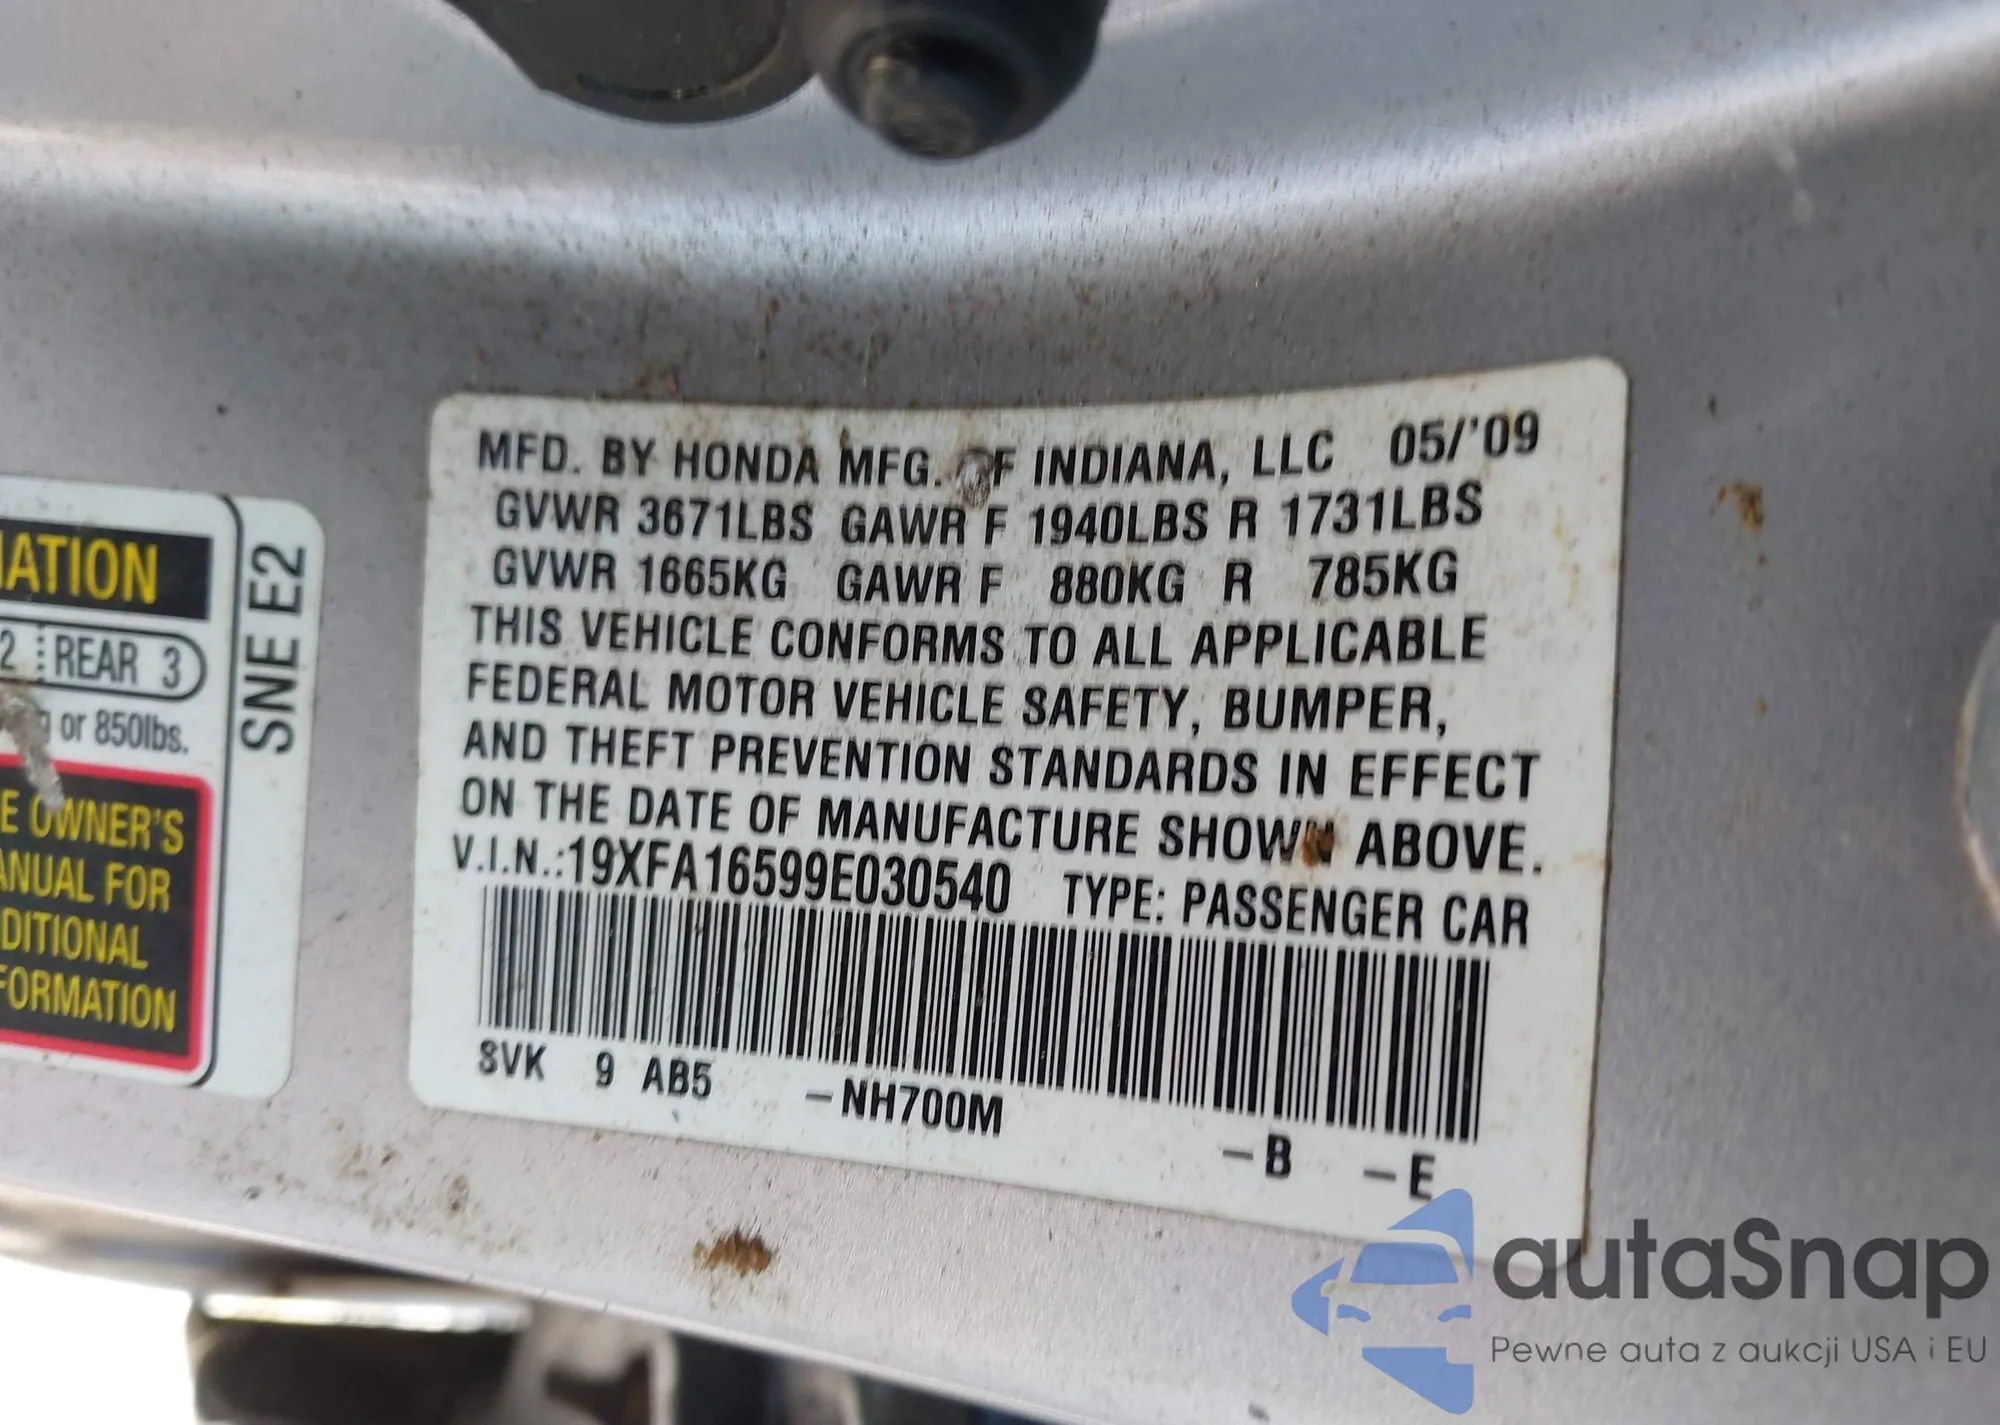 MFD. BY HONDA MFG. OF INDIANA, LLC 05/'09
GVWR 3671LBS GAWR F 1940LBS R 1731LBS
GVWR 1665KG GAWR F 880KG R 785KG
THIS VEHICLE CONFORMS TO ALL APPLICABLE
FEDERAL MOTOR VEHICLE SAFETY, BUMPER,
AND THEFT PREVENTION STANDARDS IN EFFECT
ON THE DATE OF MANUFACTURE SHOWN ABOVE.
V.I.N.:19XFA16599E030540 TYPE: PASSENGER CAR
SVK 9 AB5 -NH700M -B -E
MATION
2 REAR 3
or 850lbs.
E OWNER'S
ANUAL FOR
DITIONAL
FORMATION
SNE E2
autaSnap
Pewne auta z aukcji USA i EU